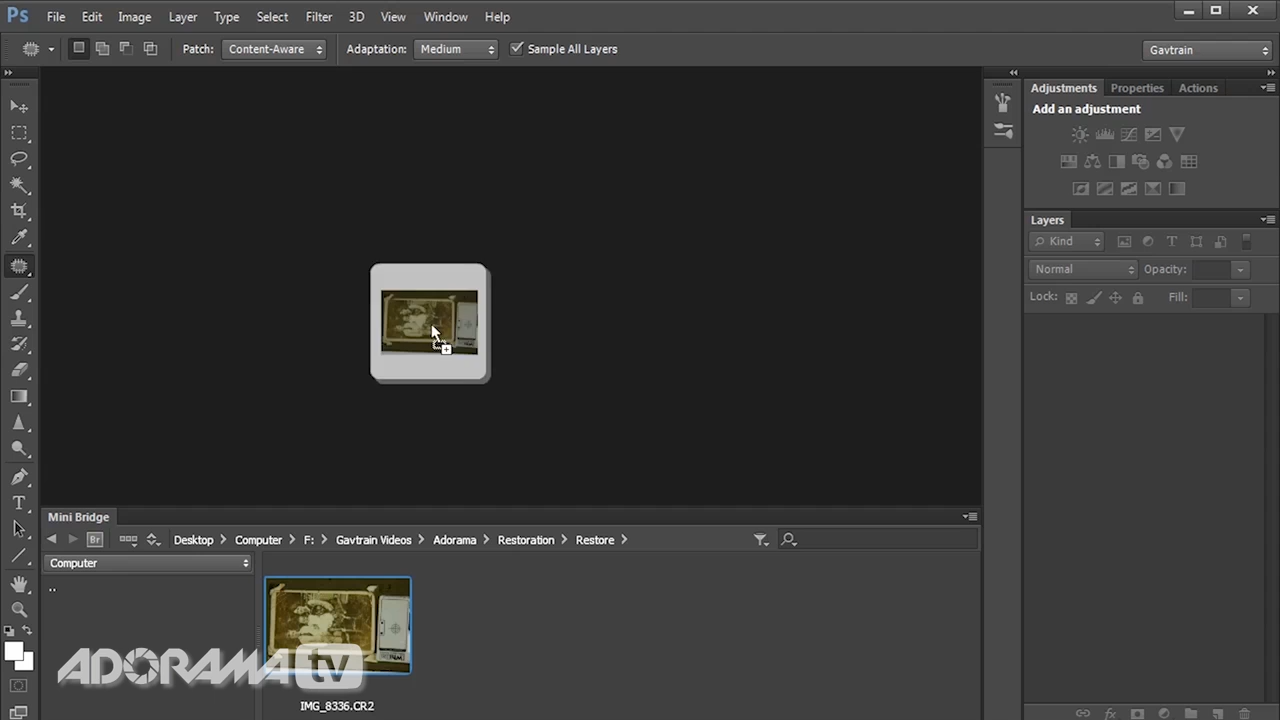 Ps File Edit Image Layer Type Select Filter 3D View Window Help
Patch: Content-Aware Adaptation: Medium Sample All Layers Gavtrain
Adjustments Properties Actions
Add an adjustment
Layers
Kind
Normal Opacity:
Lock: Fill:
Mini Bridge
Br Desktop Computer F: Gavtrain Videos Adorama Restoration Restore
Computer
..
ADORAMA tv
IMG_8336.CR2